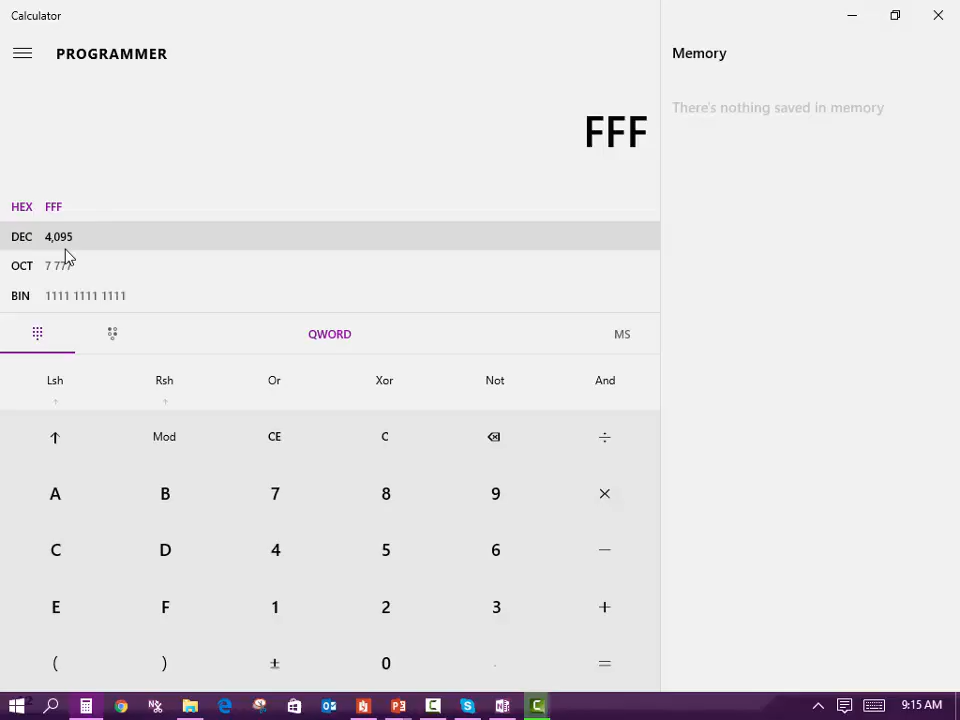 Calculator
PROGRAMMER
Memory
There's nothing saved in memory
FFF
HEX FFF
DEC 4,095
OCT 7 777
BIN 1111 1111 1111
QWORD MS
Lsh Rsh Or Xor Not And
↑ Mod CE C ÷
A B 7 8 9 ×
C D 4 5 6 −
E F 1 2 3 +
( ) ± 0 . =
9:15 AM